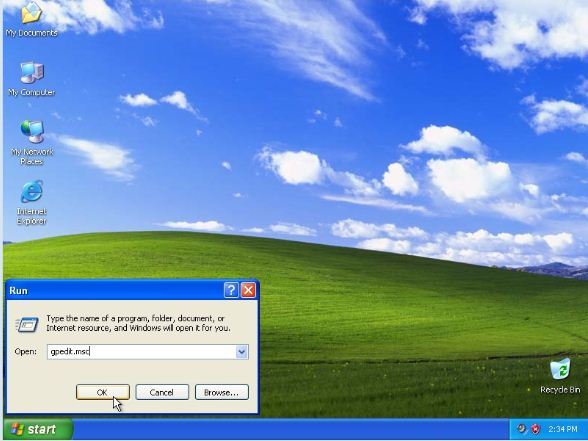 My Documents
My Computer
My Network
Places
Internet
Explorer
Run
Type the name of a program, folder, document, or
Internet resource, and Windows will open it for you.
Open:
gpedit.msc
OK
Cancel
Browse...
Recycle Bin
start
2:34 PM